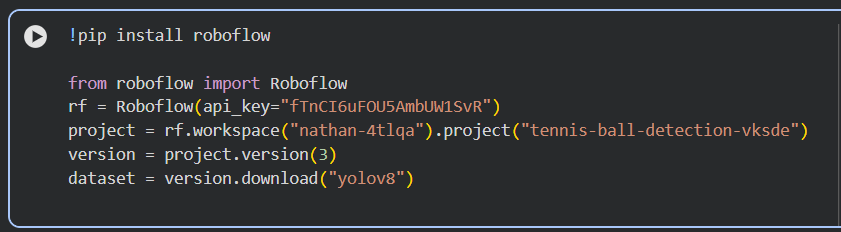 !pip install roboflow
from roboflow import Roboflow
rf = Roboflow(api_key="fTnCI6uFOU5AmbUW1SvR")
project = rf.workspace("nathan-4tlqa").project("tennis-ball-detection-vksde")
version = project.version(3)
dataset = version.download("yolov8")